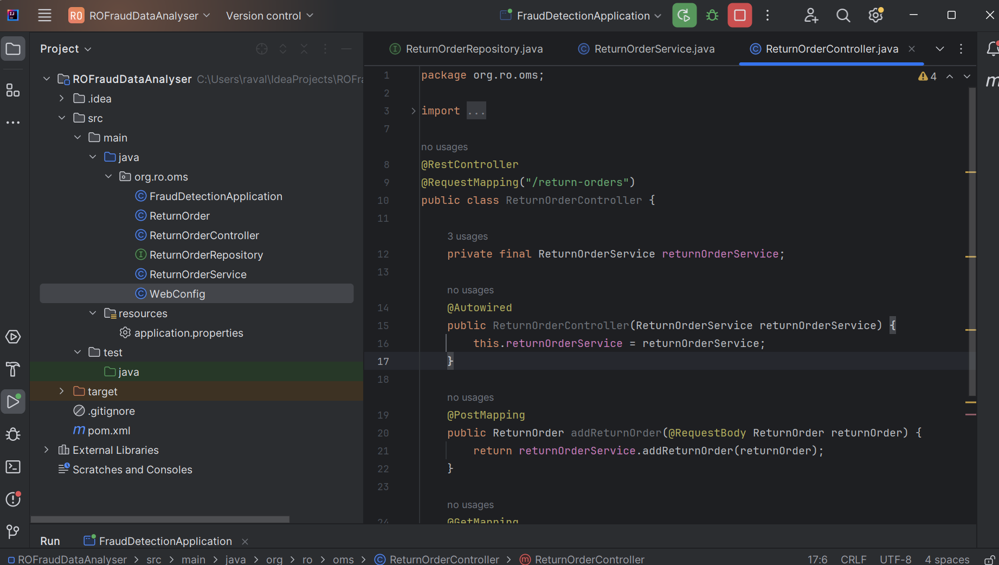 RO ROFraudDataAnalyser Version control FraudDetectionApplication
Project
ReturnOrderRepository.java ReturnOrderService.java ReturnOrderController.java
ROFraudDataAnalyser C:\Users\raval\IdeaProjects\ROFra
.idea
src
main
java
org.ro.oms
FraudDetectionApplication
ReturnOrder
ReturnOrderController
ReturnOrderRepository
ReturnOrderService
WebConfig
resources
application.properties
test
java
target
.gitignore
pom.xml
External Libraries
Scratches and Consoles
4
1 package org.ro.oms;
2
3 import ...
7
no usages
8 @RestController
9 @RequestMapping("/return-orders")
10 public class ReturnOrderController {
11
3 usages
12 private final ReturnOrderService returnOrderService;
13
no usages
14 @Autowired
15 public ReturnOrderController(ReturnOrderService returnOrderService) {
16 this.returnOrderService = returnOrderService;
17 }
18
no usages
19 @PostMapping
20 public ReturnOrder addReturnOrder(@RequestBody ReturnOrder returnOrder) {
21 return returnOrderService.addReturnOrder(returnOrder);
22 }
23
no usages
24 @GetMapping
Run FraudDetectionApplication
ROFraudDataAnalyser > src > main > java > org > ro > oms > ReturnOrderController > ReturnOrderController 17:6 CRLF UTF-8 4 spaces